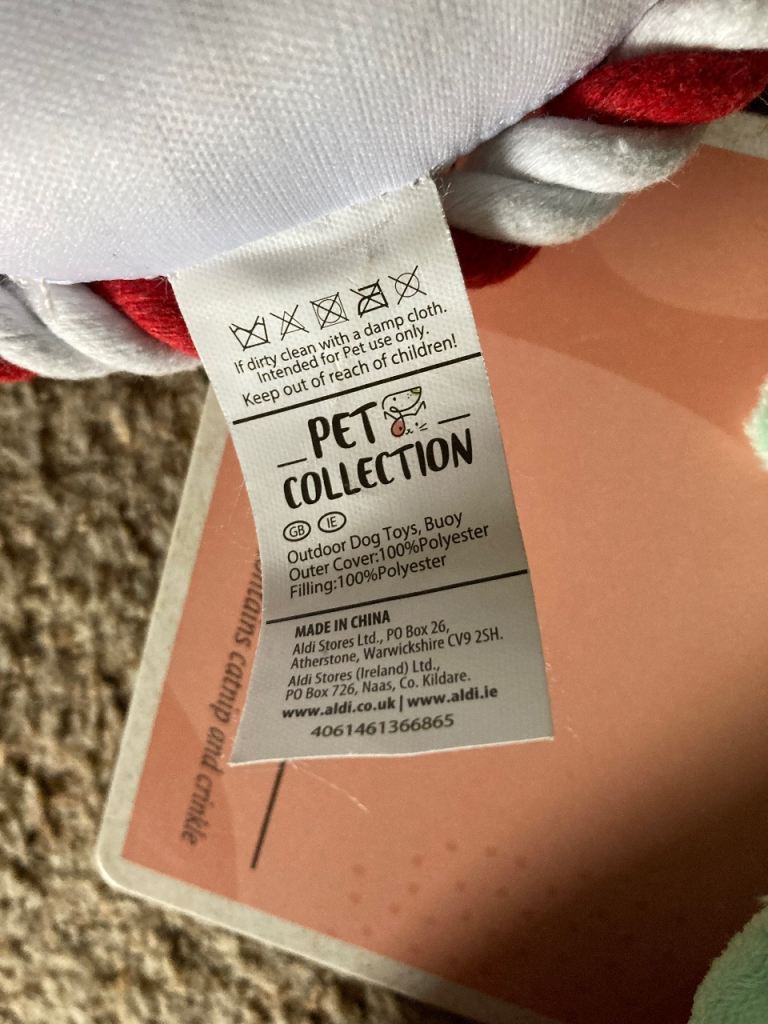 If dirty clean with a damp cloth.
Intended for Pet use only.
Keep out of reach of children!
PET
COLLECTION
GB IE
Outdoor Dog Toys, Buoy
Outer Cover:100%Polyester
Filling:100%Polyester
MADE IN CHINA
Aldi Stores Ltd., PO Box 26,
Atherstone, Warwickshire CV9 2SH.
Aldi Stores (Ireland) Ltd.,
PO Box 726, Naas, Co. Kildare.
www.aldi.co.uk | www.aldi.ie
4061461366865
catnip and crinkle